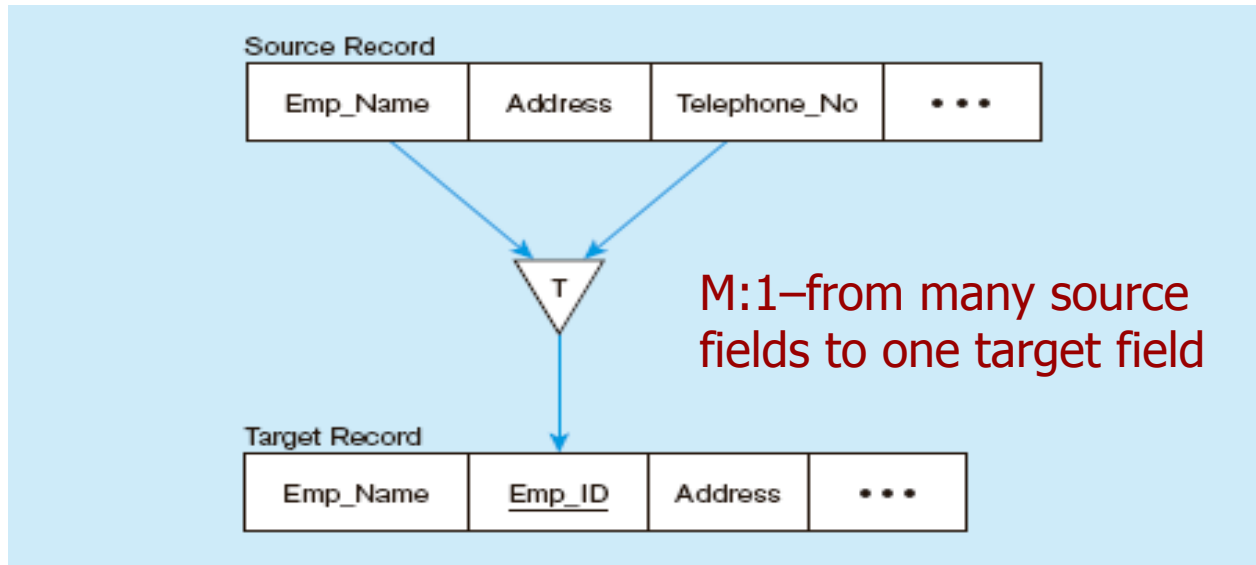 Source Record
Emp_Name Address Telephone_No •••
T
M:1–from many source
fields to one target field
Target Record
Emp_Name Emp_ID Address •••